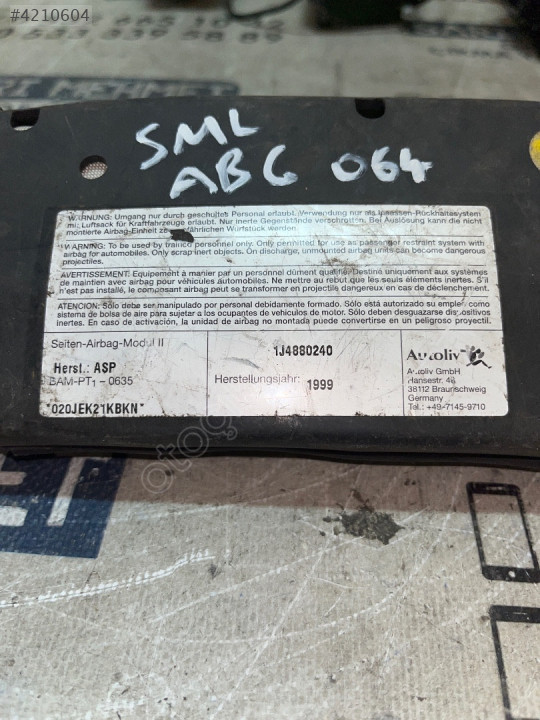 #4210604
SML
ABG 064
WARNUNG: Umgang nur durch geschultes Personal erlaubt. Verwendung nur als Insassen-Rückhaltesystem
mit Luftsack für Kraftfahrzeuge erlaubt. Nur inerte Gegenstände verschrotten. Bei Auslösung kann die nicht
montierte Airbag-Einheit zum gefährlichen Wurfstück werden.
WARNING: To be used by trained personnel only. Only permitted for use as passenger restraint system with
airbag for automobiles. Only scrap inert objects. On discharge, unmounted airbag units can become dangerous
projectiles.
AVERTISSEMENT: Equipement à manier par un personnel dûment qualifié. Destiné uniquement aux systèmes
de maintien avec airbag pour véhicules automobiles. Ne mettre au rebut que les seuls éléments inertes. S'il
n'est pas installé, le composant airbag peut se transformer en projectile dangereux en cas de déclenchement.
ATENCION: Sólo debe ser manipulado por personal debidamente formado. Sólo está autorizado su empleo como
sistema de bolsa de aire para sujetar a los ocupantes de vehículos de motor. Sólo deben desguazarse dispositivos
inertes. En caso de activación, la unidad de airbag no montada puede convertirse en un peligroso proyectil.
Seiten-Airbag-Modul II
1J4880240
Autoliv
Herst.: ASP
BAM-PT1 - 0635
Herstellungsjahr: 1999
Autoliv GmbH
Hansestr. 46
38112 Braunschweig
Germany
Tel.: +49-7145-9710
*020JEK21KBKN*